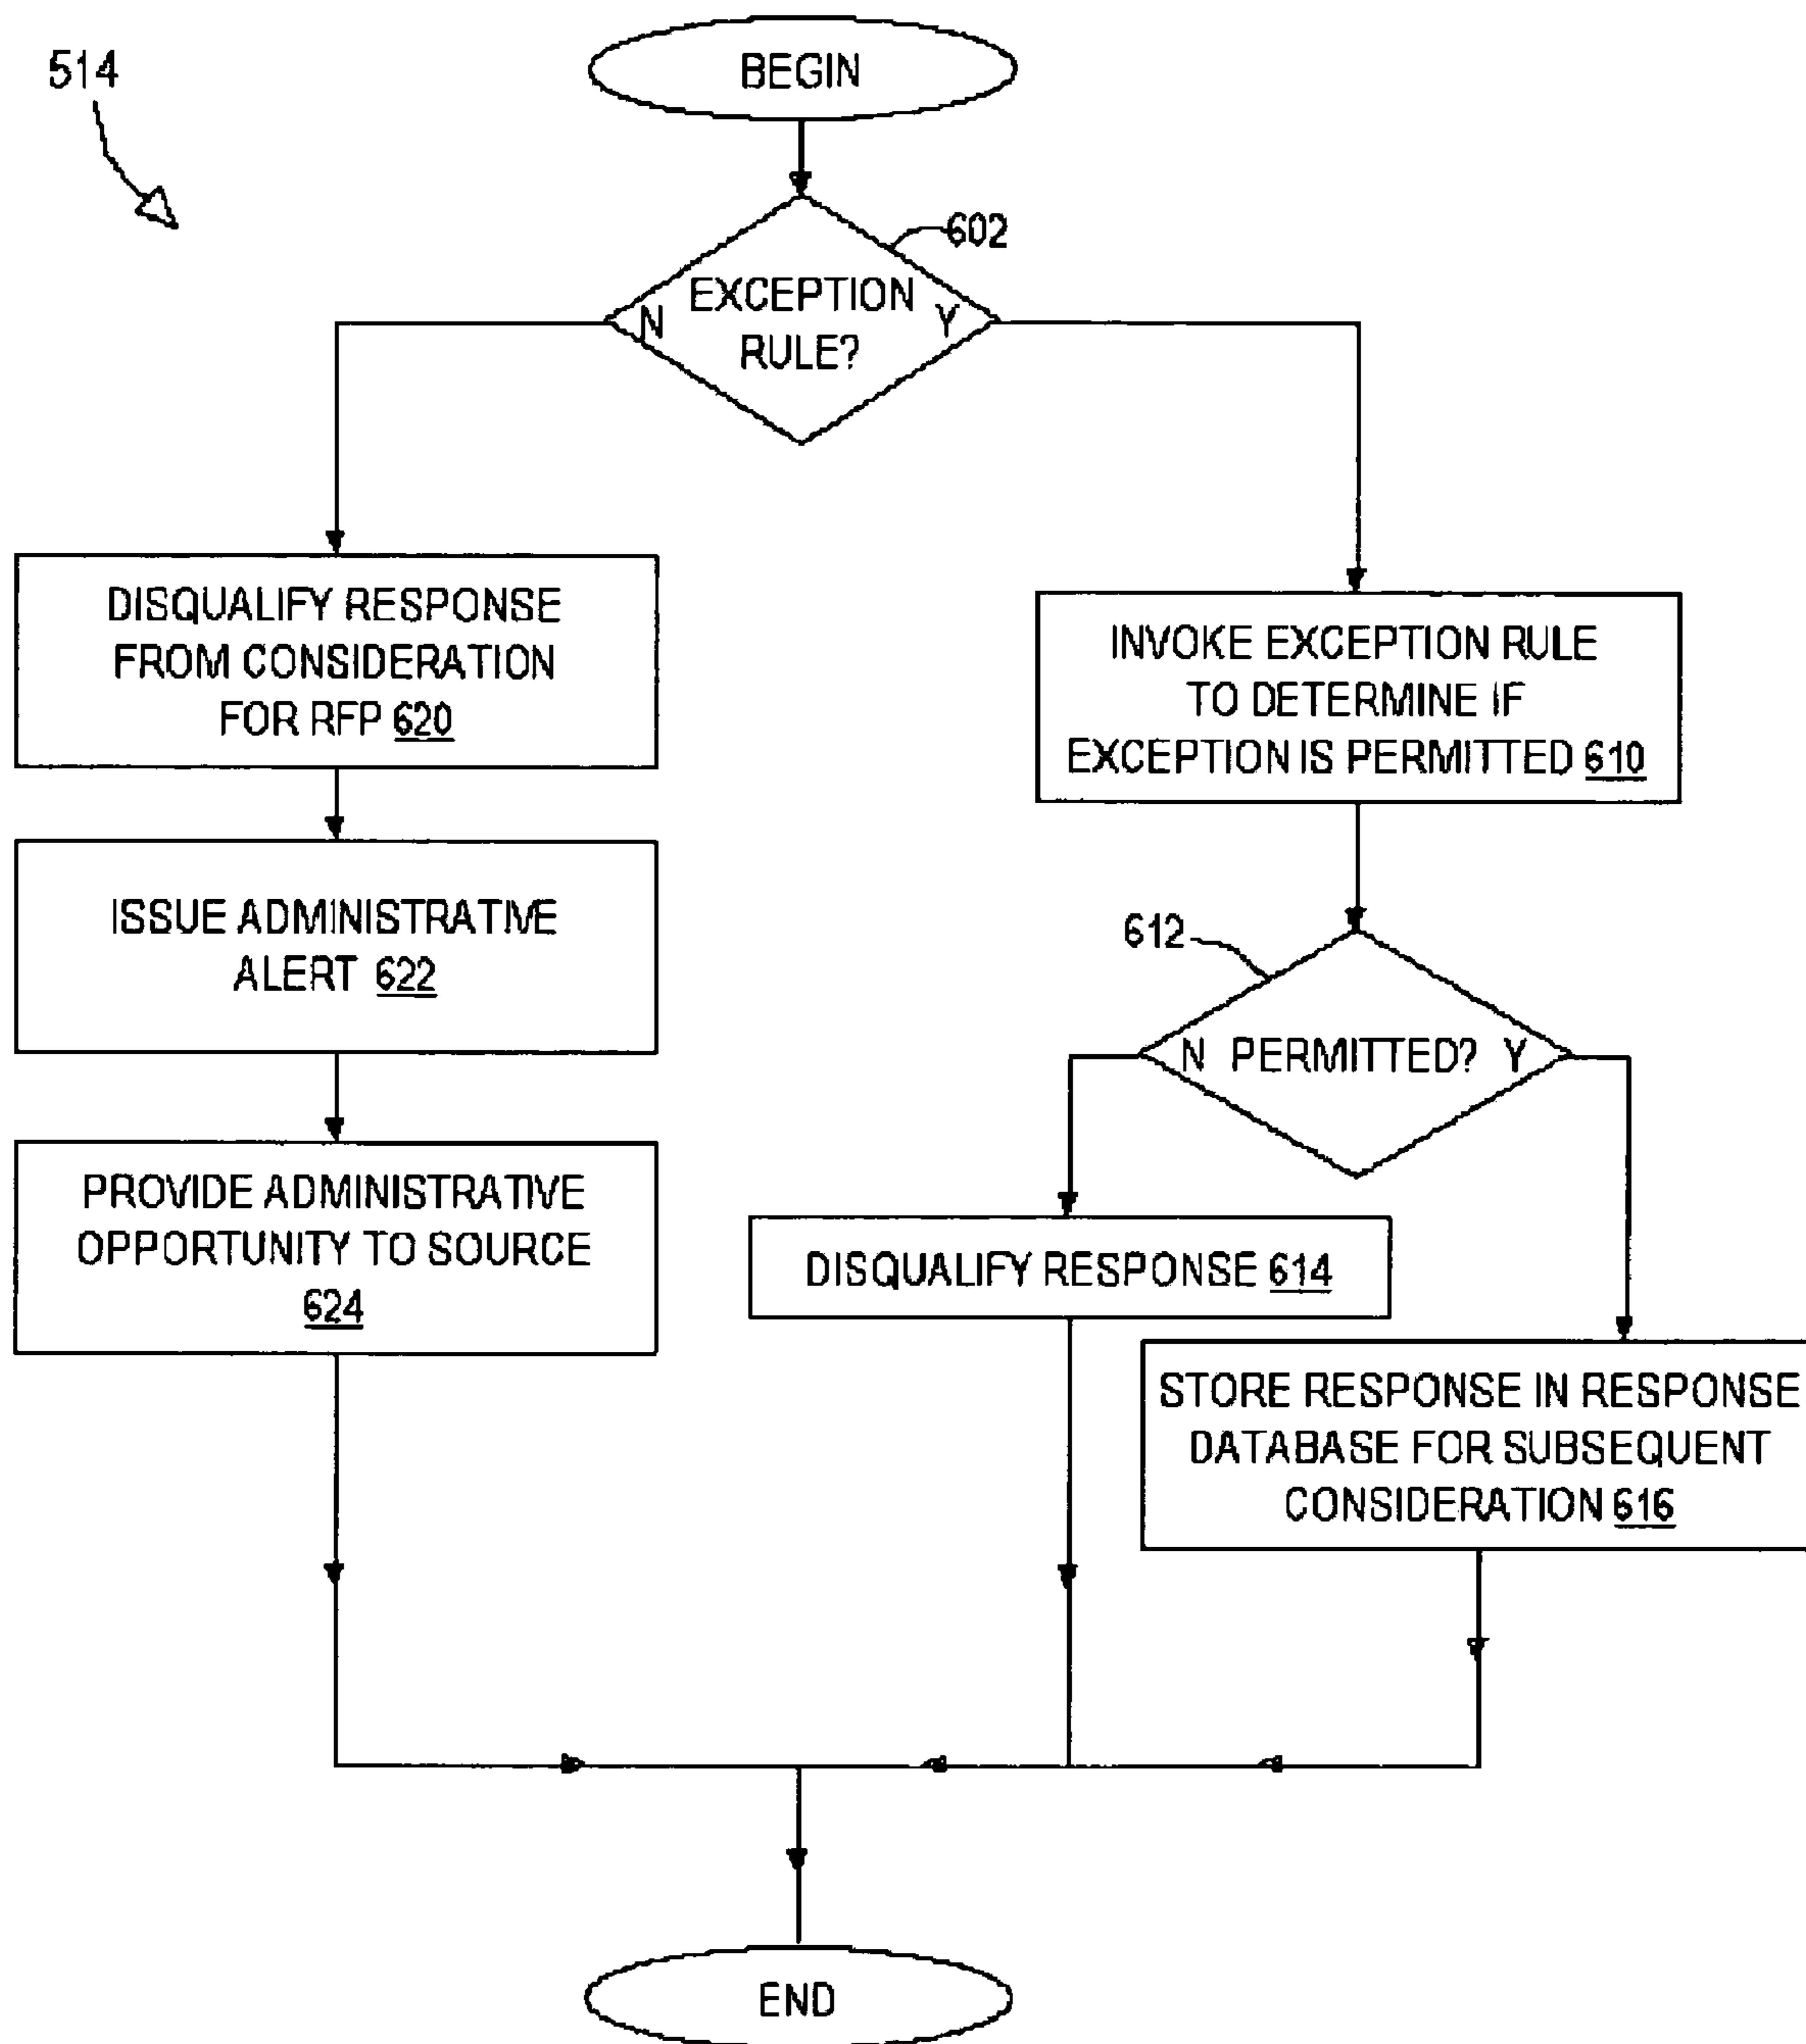 514
BEGIN
602
N EXCEPTION Y
RULE?
DISQUALIFY RESPONSE
FROM CONSIDERATION
FOR RFP 620
INVOKE EXCEPTION RULE
TO DETERMINE IF
EXCEPTION IS PERMITTED 610
ISSUE ADMINISTRATIVE
ALERT 622
612
N PERMITTED? Y
PROVIDE ADMINISTRATIVE
OPPORTUNITY TO SOURCE
624
DISQUALIFY RESPONSE 614
STORE RESPONSE IN RESPONSE
DATABASE FOR SUBSEQUENT
CONSIDERATION 616
END